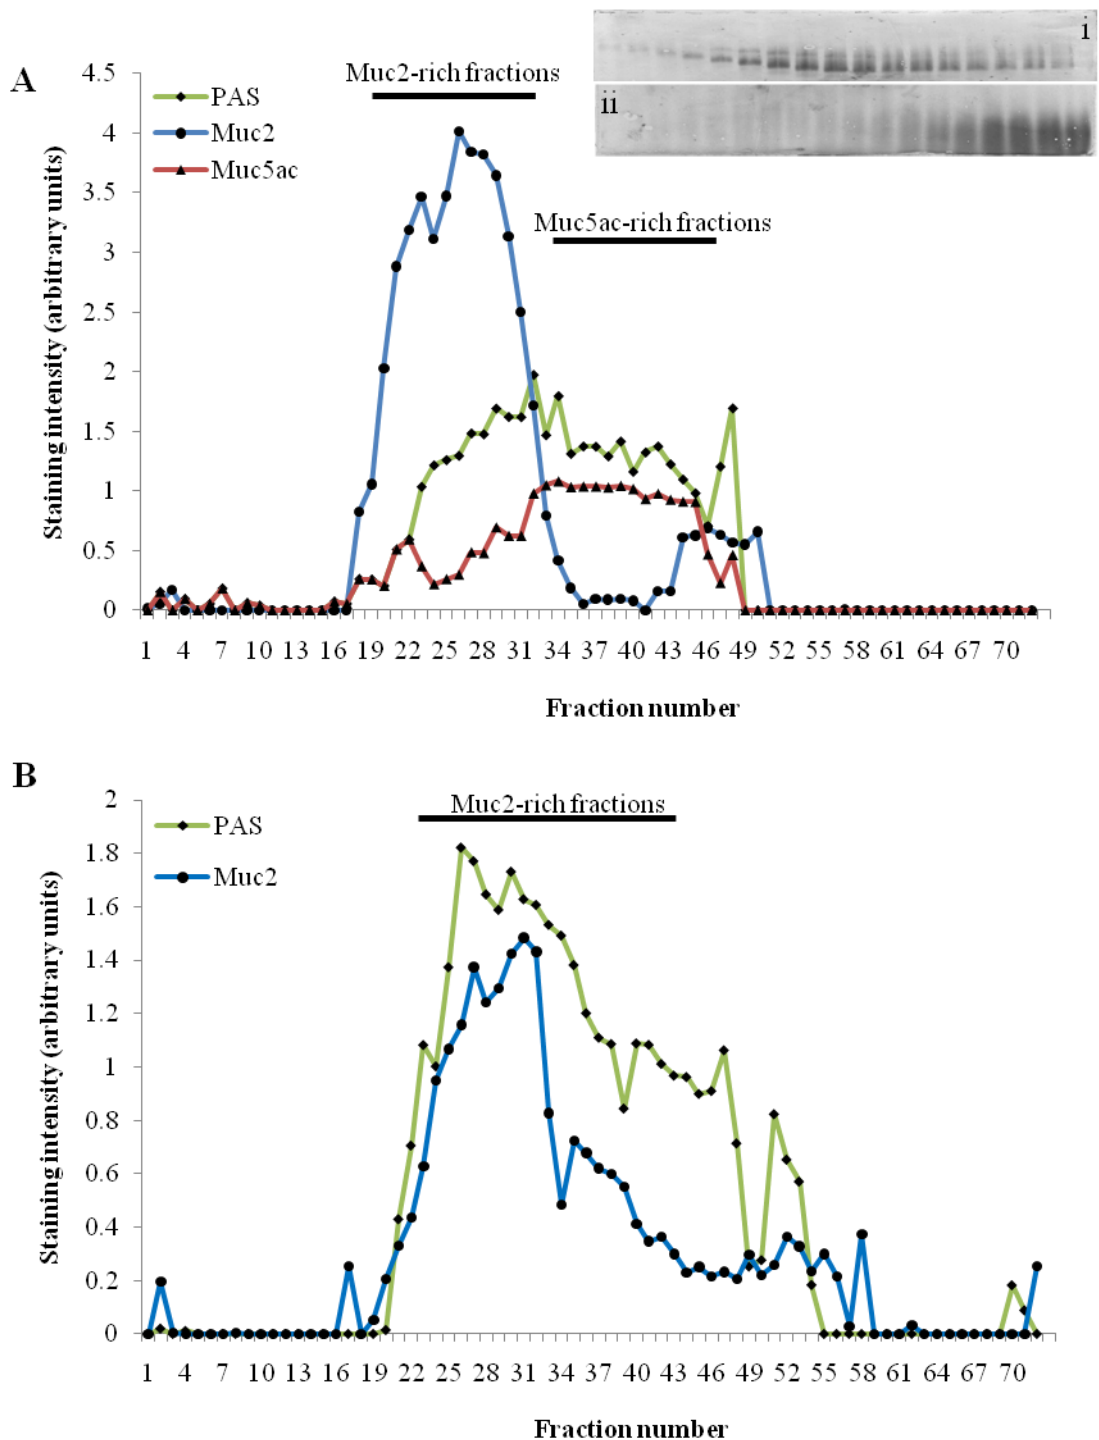 i
A
4.5
Muc2-rich fractions
PAS
ii
Muc2
4
Muc5ac
3.5
Muc5ac-rich fractions
3
2.5
2
1.5
1
0.5
0
Staining intensity (arbitrary units)
1 4 7 10 13 16 19 22 25 28 31 34 37 40 43 46 49 52 55 58 61 64 67 70
Fraction number
B
2
Muc2-rich fractions
PAS
1.8
Muc2
1.6
1.4
1.2
1
0.8
0.6
0.4
0.2
0
Staining intensity (arbitrary units)
1 4 7 10 13 16 19 22 25 28 31 34 37 40 43 46 49 52 55 58 61 64 67 70
Fraction number